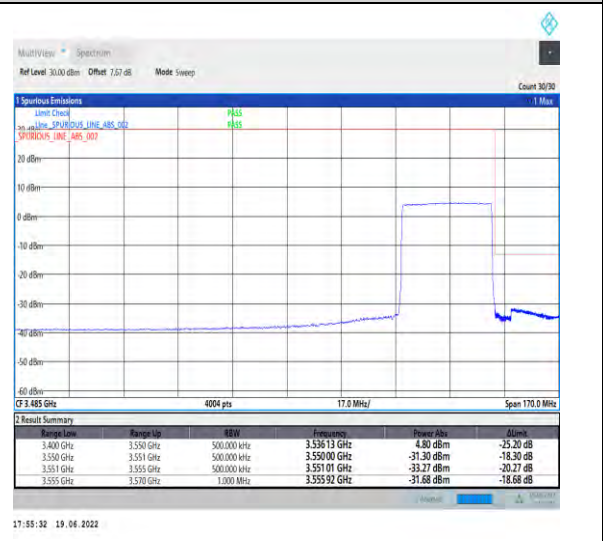 MultiView Spectrum
Ref Level 30.00 dBm Offset 7.67 dB Mode Sweep
Count 30/30
1 Spurious Emissions 1 Max
Limit Check PASS
Line _SPURIOUS_LINE_ABS_002 PASS
_SPURIOUS_LINE_ABS_002
20 dBm
10 dBm
0 dBm
-10 dBm
-20 dBm
-30 dBm
-40 dBm
-50 dBm
-60 dBm
CF 3.485 GHz 4004 pts 17.0 MHz/ Span 170.0 MHz
2 Result Summary
Range Low Range Up RBW Frequency Power Abs ΔLimit
3.400 GHz 3.550 GHz 500.000 kHz 3.53613 GHz 4.80 dBm -25.20 dB
3.550 GHz 3.551 GHz 500.000 kHz 3.55000 GHz -31.30 dBm -18.30 dB
3.551 GHz 3.555 GHz 500.000 kHz 3.55101 GHz -33.27 dBm -20.27 dB
3.555 GHz 3.570 GHz 1.000 MHz 3.55592 GHz -31.68 dBm -18.68 dB
17:55:32 19.06.2022